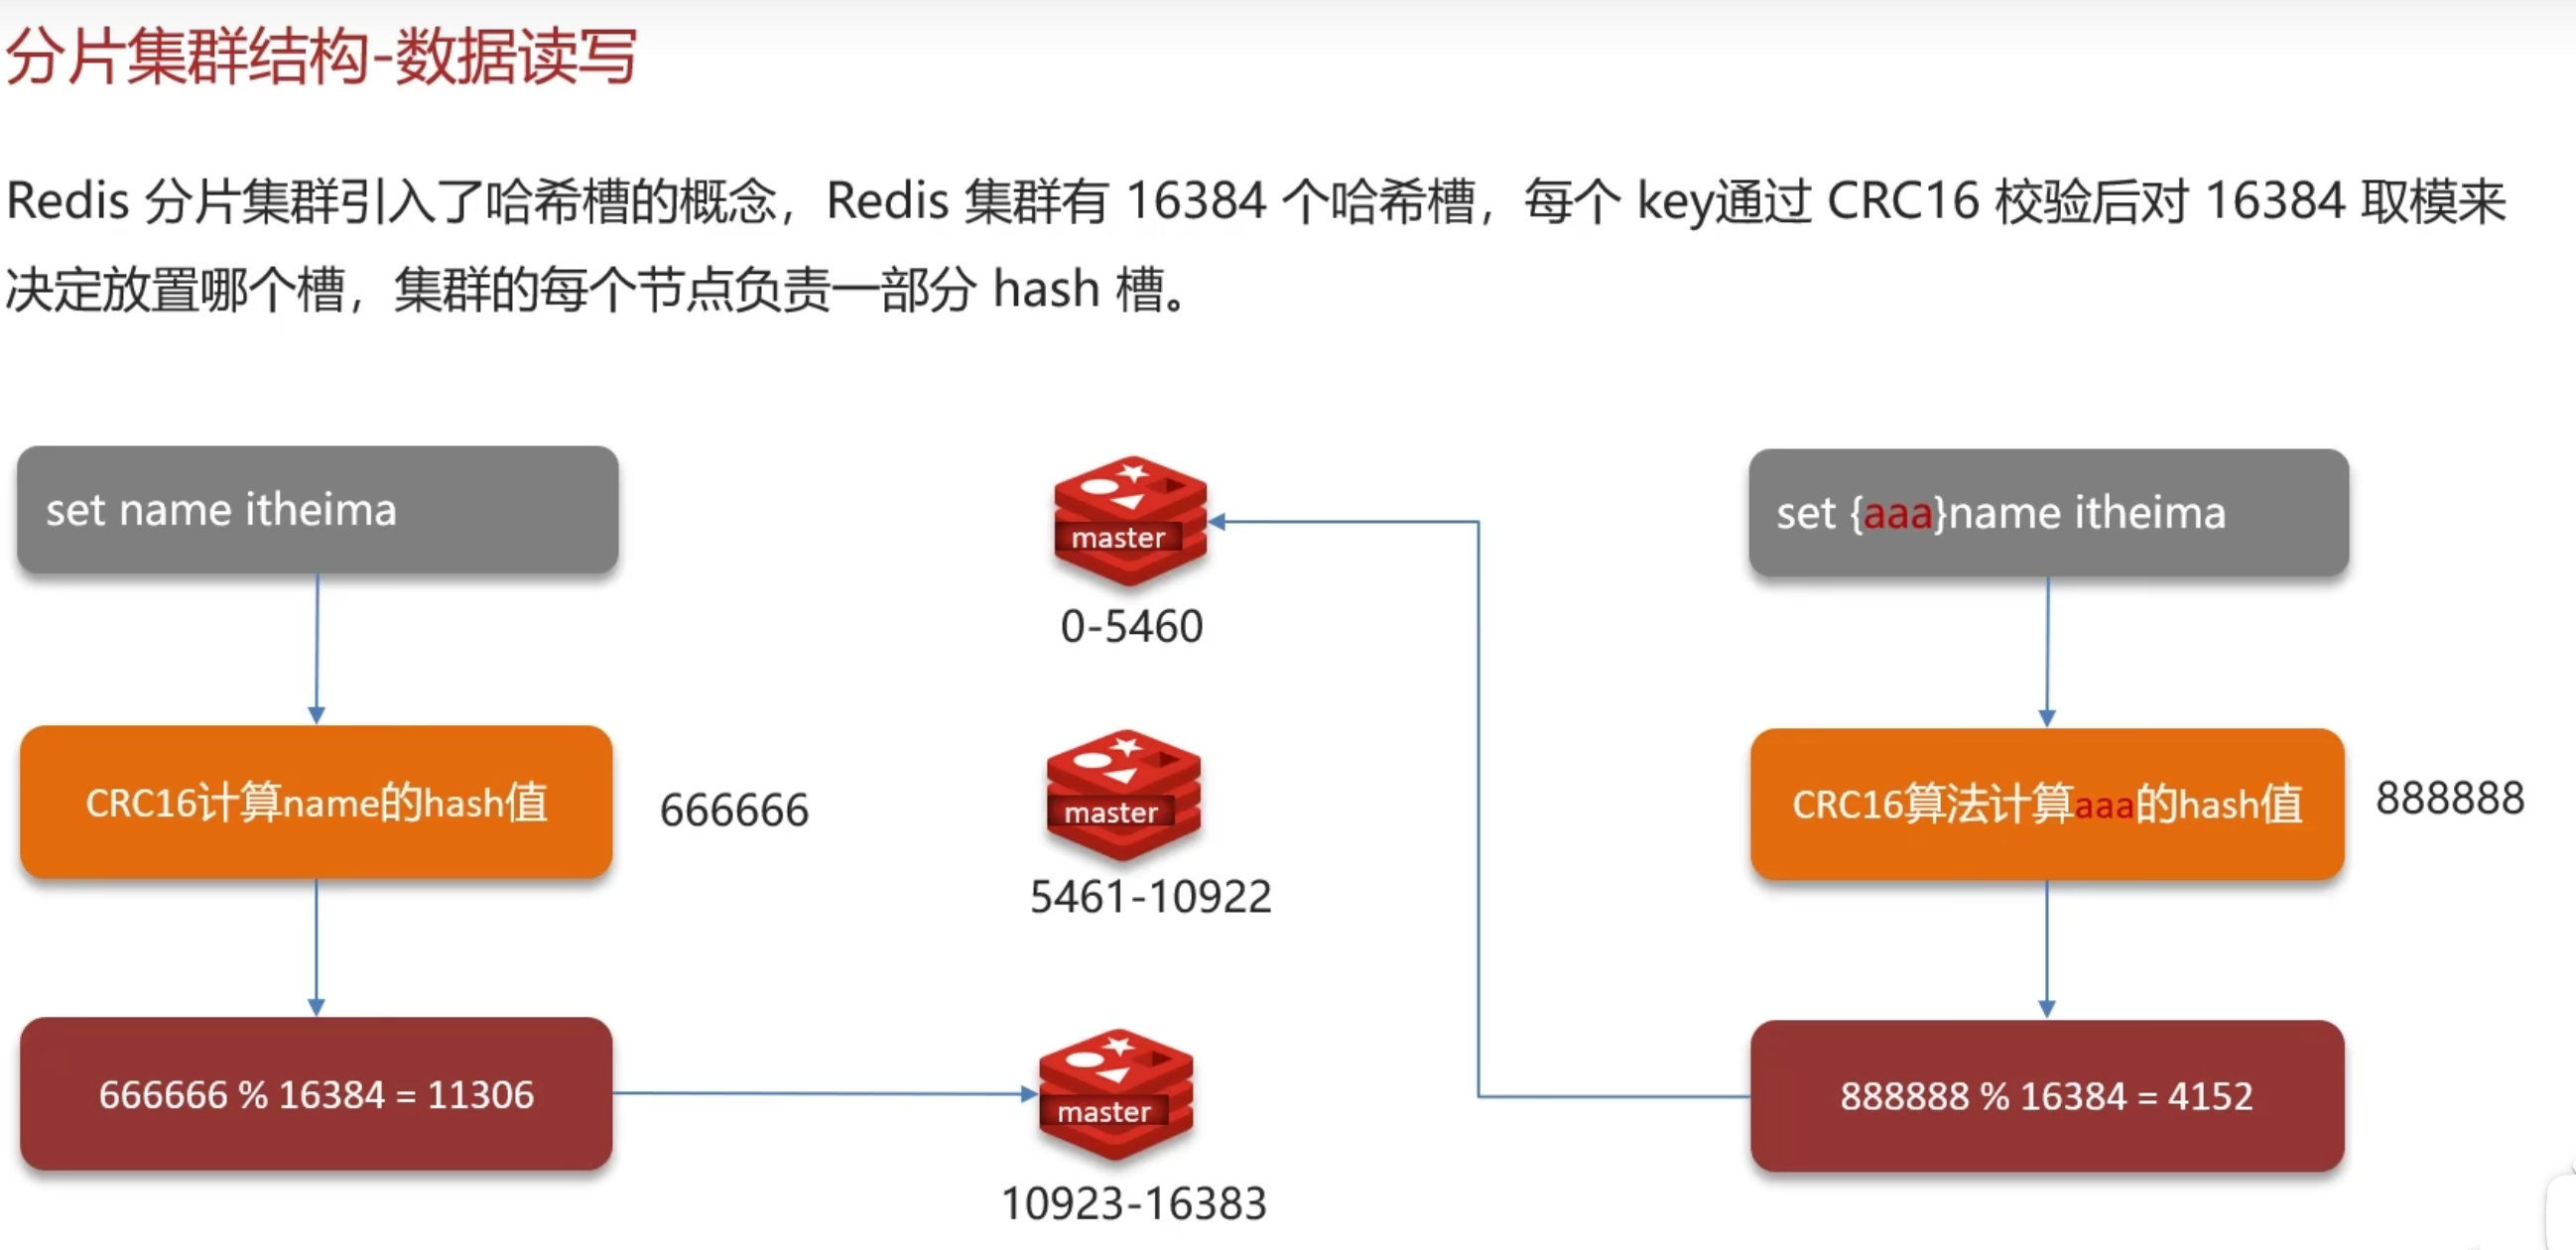 分片集群结构-数据读写
Redis 分片集群引入了哈希槽的概念，Redis 集群有 16384 个哈希槽，每个 key通过 CRC16 校验后对 16384 取模来
决定放置哪个槽，集群的每个节点负责一部分 hash 槽。
set name itheima
CRC16计算name的hash值
666666
666666 % 16384 = 11306
master
0-5460
master
5461-10922
master
10923-16383
set {aaa}name itheima
CRC16算法计算aaa的hash值
888888
888888 % 16384 = 4152